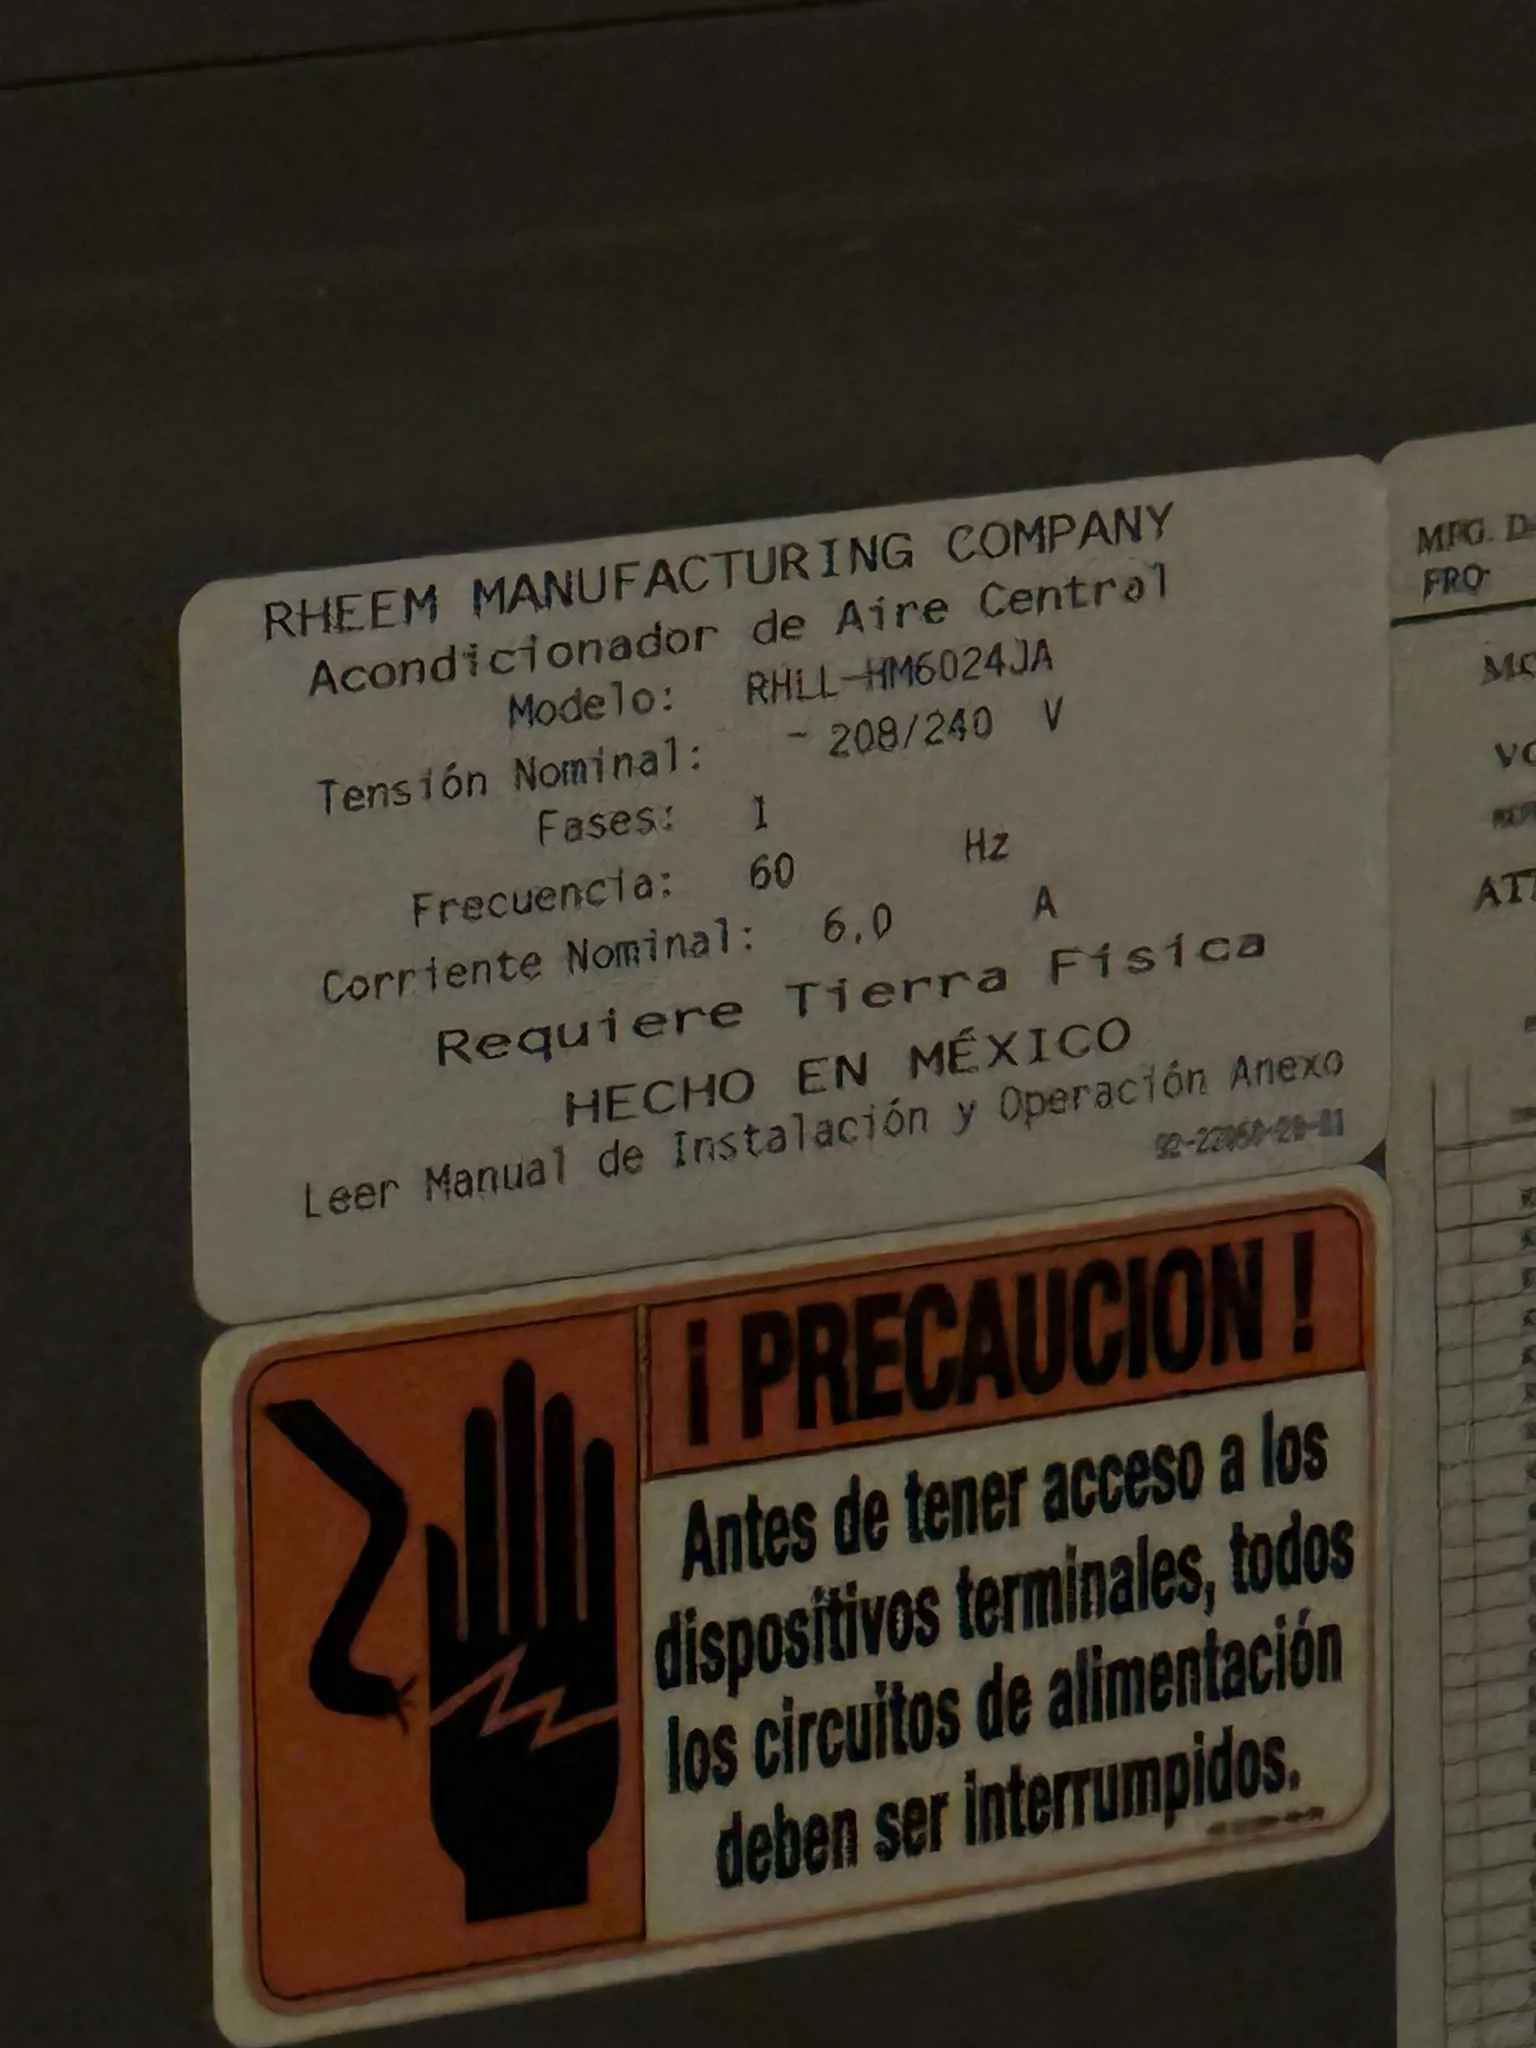 RHEEM MANUFACTURING COMPANY
Acondicionador de Aire Central
Modelo: RHLL-HM6024JA
Tensión Nominal: - 208/240 V
Fases: 1
Frecuencia: 60 Hz
Corriente Nominal: 6.0 A
Requiere Tierra Física
HECHO EN MÉXICO
Leer Manual de Instalación y Operación Anexo
¡PRECAUCION!
Antes de tener acceso a los
dispositivos terminales, todos
los circuitos de alimentación
deben ser interrumpidos.
MFG. D